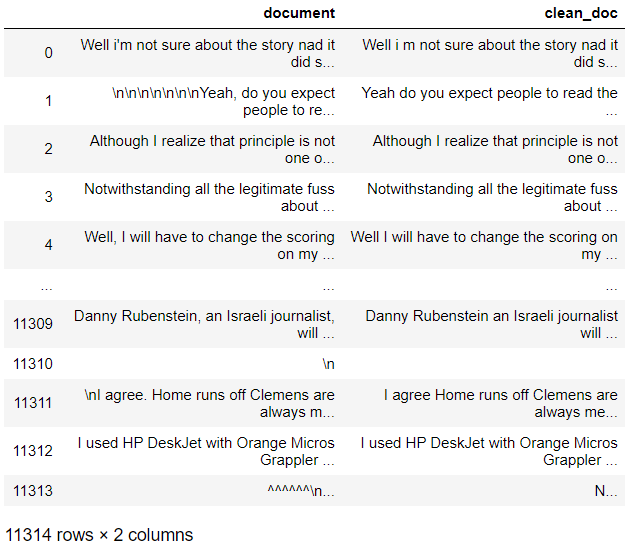 document clean_doc
0 Well i'm not sure about the story nad it did s... Well i m not sure about the story nad it did s...
1 \n\n\n\n\n\n\nYeah, do you expect people to re... Yeah do you expect people to read the ...
2 Although I realize that principle is not one o... Although I realize that principle is not one o...
3 Notwithstanding all the legitimate fuss about ... Notwithstanding all the legitimate fuss about ...
4 Well, I will have to change the scoring on my ... Well I will have to change the scoring on my ...
... ... ...
11309 Danny Rubenstein, an Israeli journalist, will ... Danny Rubenstein an Israeli journalist will ...
11310 \n
11311 \nI agree. Home runs off Clemens are always m... I agree Home runs off Clemens are always me...
11312 I used HP DeskJet with Orange Micros Grappler ... I used HP DeskJet with Orange Micros Grappler ...
11313 ^^^^^^\n... N...
11314 rows × 2 columns